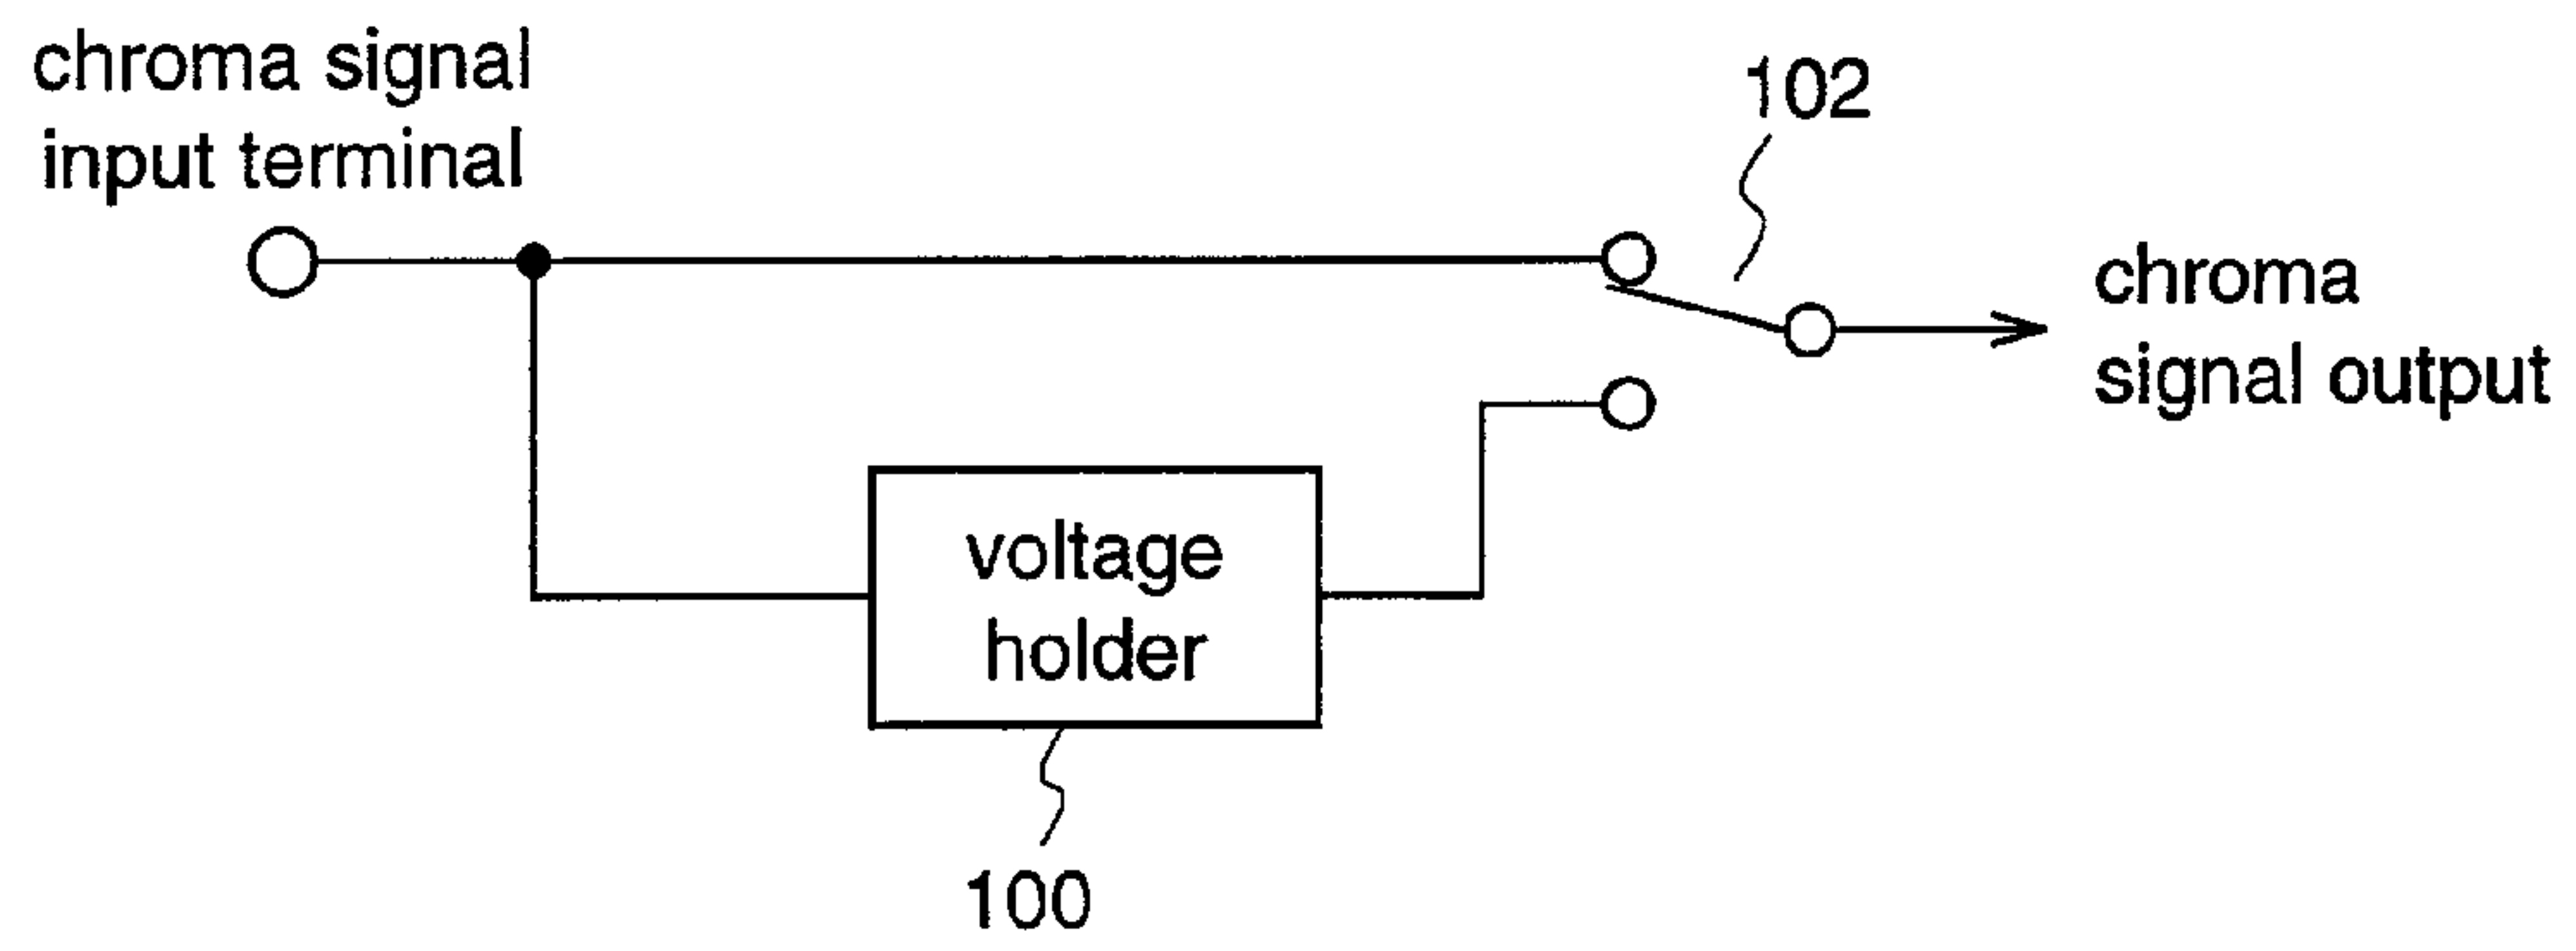 chroma signal
input terminal
102
chroma
signal output
voltage
holder
100